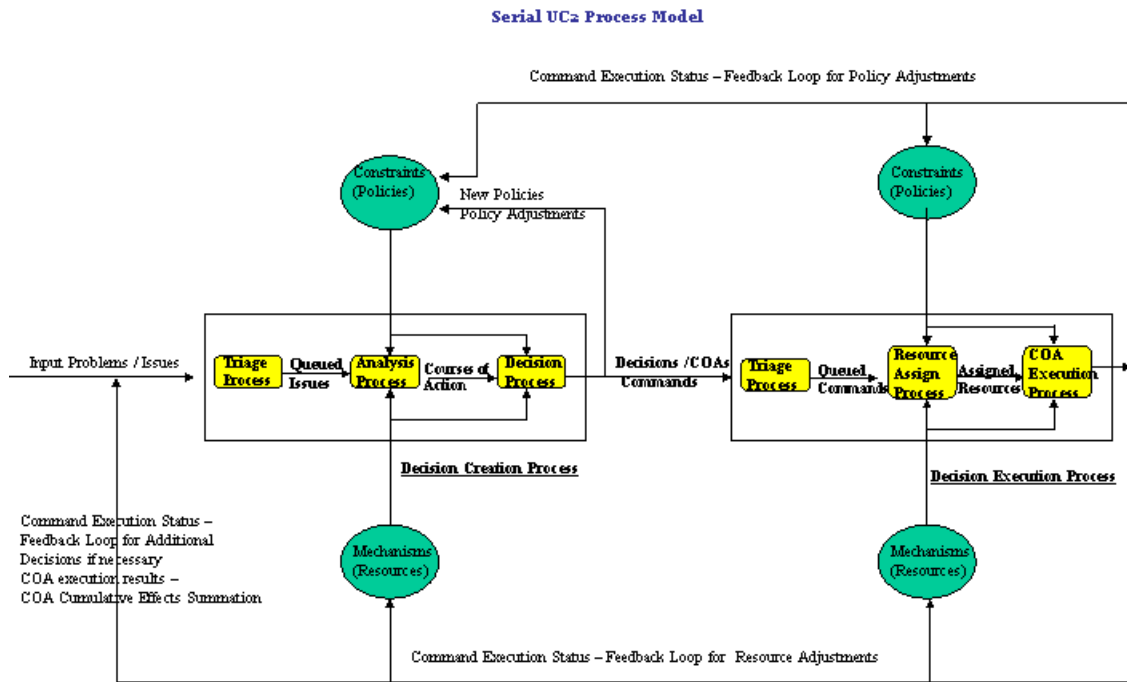 Serial UC2 Process Model
Command Execution Status – Feedback Loop for Policy Adjustments
Constraints
(Policies)
Constraints
(Policies)
New Policies
Policy Adjustments
Input Problems / Issues
Triage
Process
Queued
Issues
Analysis
Process
Courses of
Action
Decision
Process
Decisions /COAs
Commands
Triage
Process
Queued
Commands
Resource
Assign
Process
Assigned
Resources
COA
Execution
Process
Decision Creation Process
Decision Execution Process
Command Execution Status –
Feedback Loop for Additional
Decisions if necessary
COA execution results –
COA Cumulative Effects Summation
Mechanisms
(Resources)
Mechanisms
(Resources)
Command Execution Status – Feedback Loop for Resource Adjustments